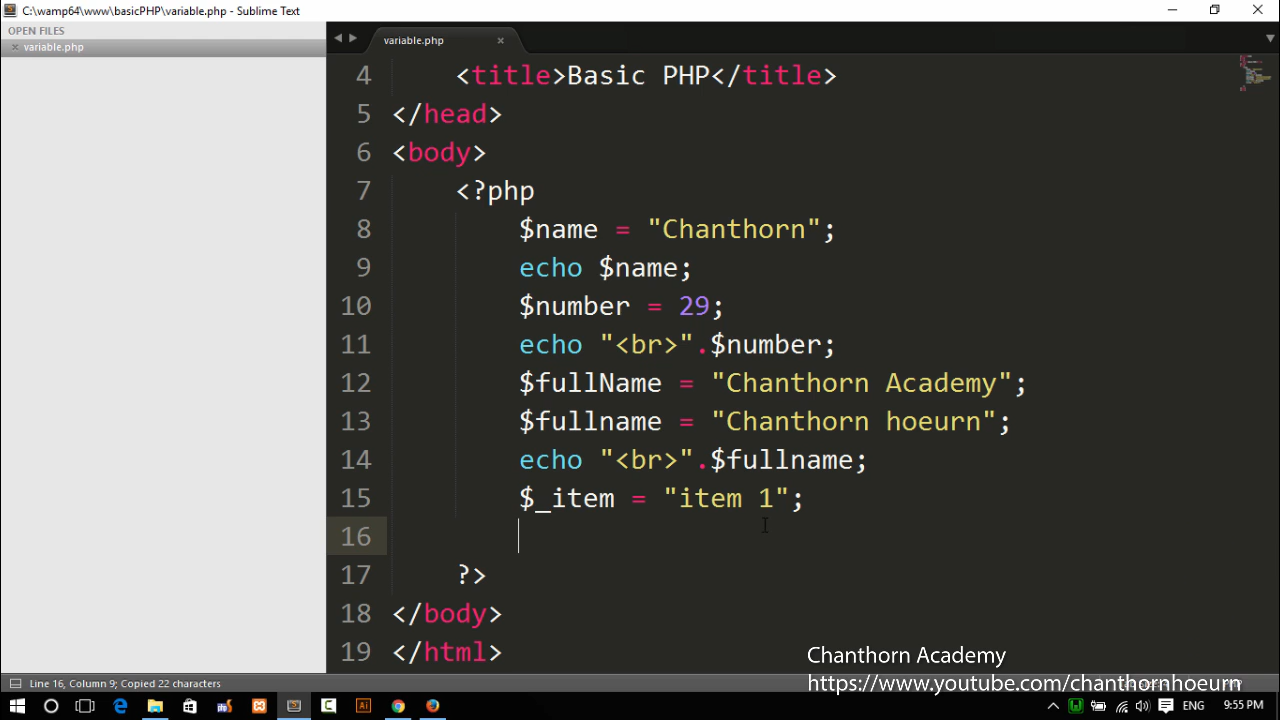 C:\wamp64\www\basicPHP\variable.php - Sublime Text
OPEN FILES
variable.php
variable.php
4 <title>Basic PHP</title>
5 </head>
6 <body>
7 <?php
8 $name = "Chanthorn";
9 echo $name;
10 $number = 29;
11 echo "<br>".$number;
12 $fullName = "Chanthorn Academy";
13 $fullname = "Chanthorn hoeurn";
14 echo "<br>".$fullname;
15 $_item = "item 1";
16
17 ?>
18 </body>
19 </html>
Chanthorn Academy
https://www.youtube.com/chanthornhoeurn
Line 16, Column 9; Copied 22 characters
ENG
9:55 PM